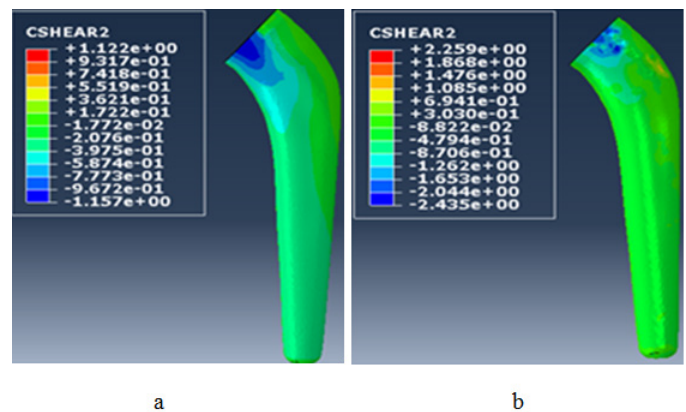 CSHEAR2
+1.122e+00
+9.317e-01
+7.418e-01
+5.519e-01
+3.621e-01
+1.722e-01
-1.772e-02
-2.076e-01
-3.975e-01
-5.874e-01
-7.773e-01
-9.672e-01
-1.157e+00
CSHEAR2
+2.259e+00
+1.868e+00
+1.476e+00
+1.085e+00
+6.941e-01
+3.030e-01
-8.822e-02
-4.794e-01
-8.706e-01
-1.262e+00
-1.653e+00
-2.044e+00
-2.435e+00
a
b